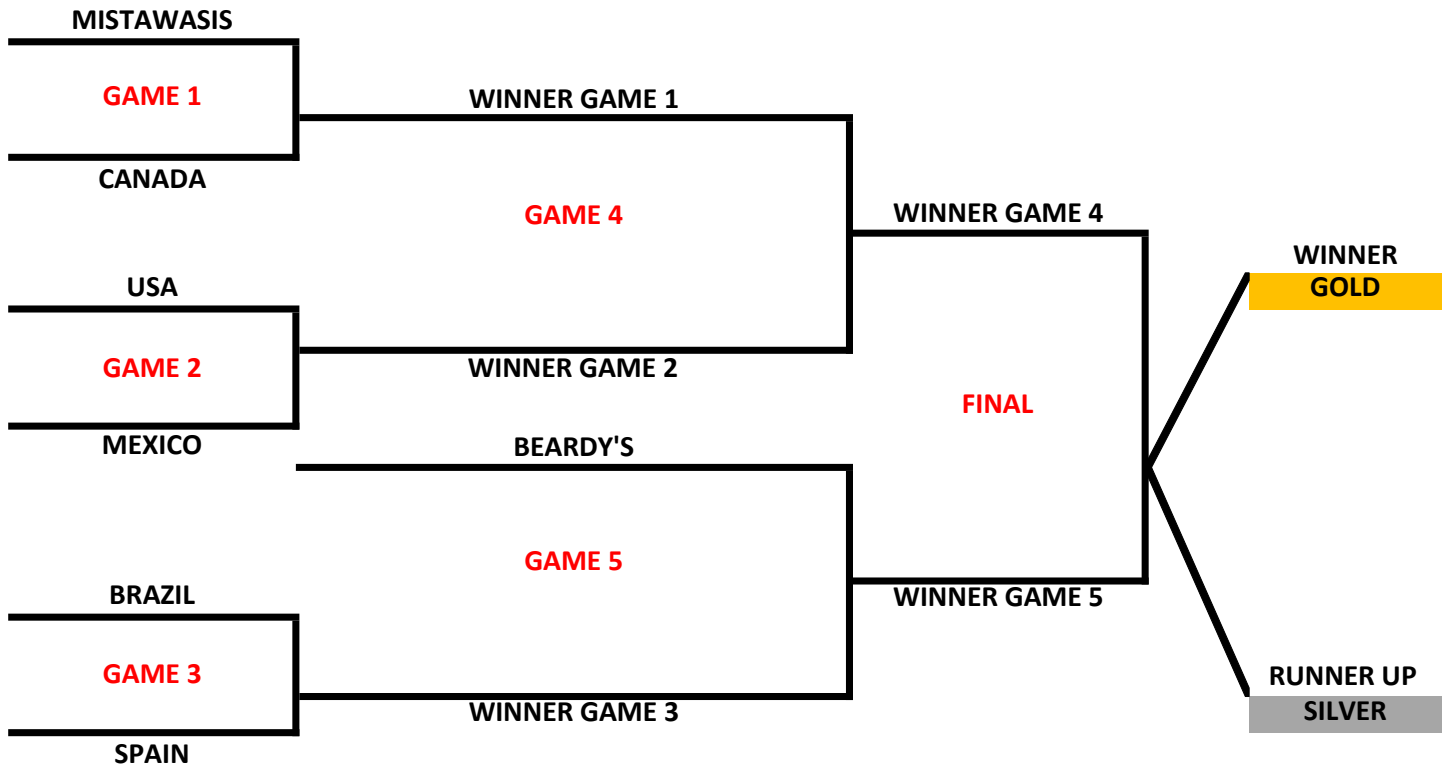 MISTAWASIS
GAME 1
CANADA
WINNER GAME 1
GAME 4
WINNER GAME 2
USA
GAME 2
MEXICO
BEARDY'S
GAME 5
WINNER GAME 3
BRAZIL
GAME 3
SPAIN
WINNER GAME 4
FINAL
WINNER GAME 5
WINNER
GOLD
RUNNER UP
SILVER